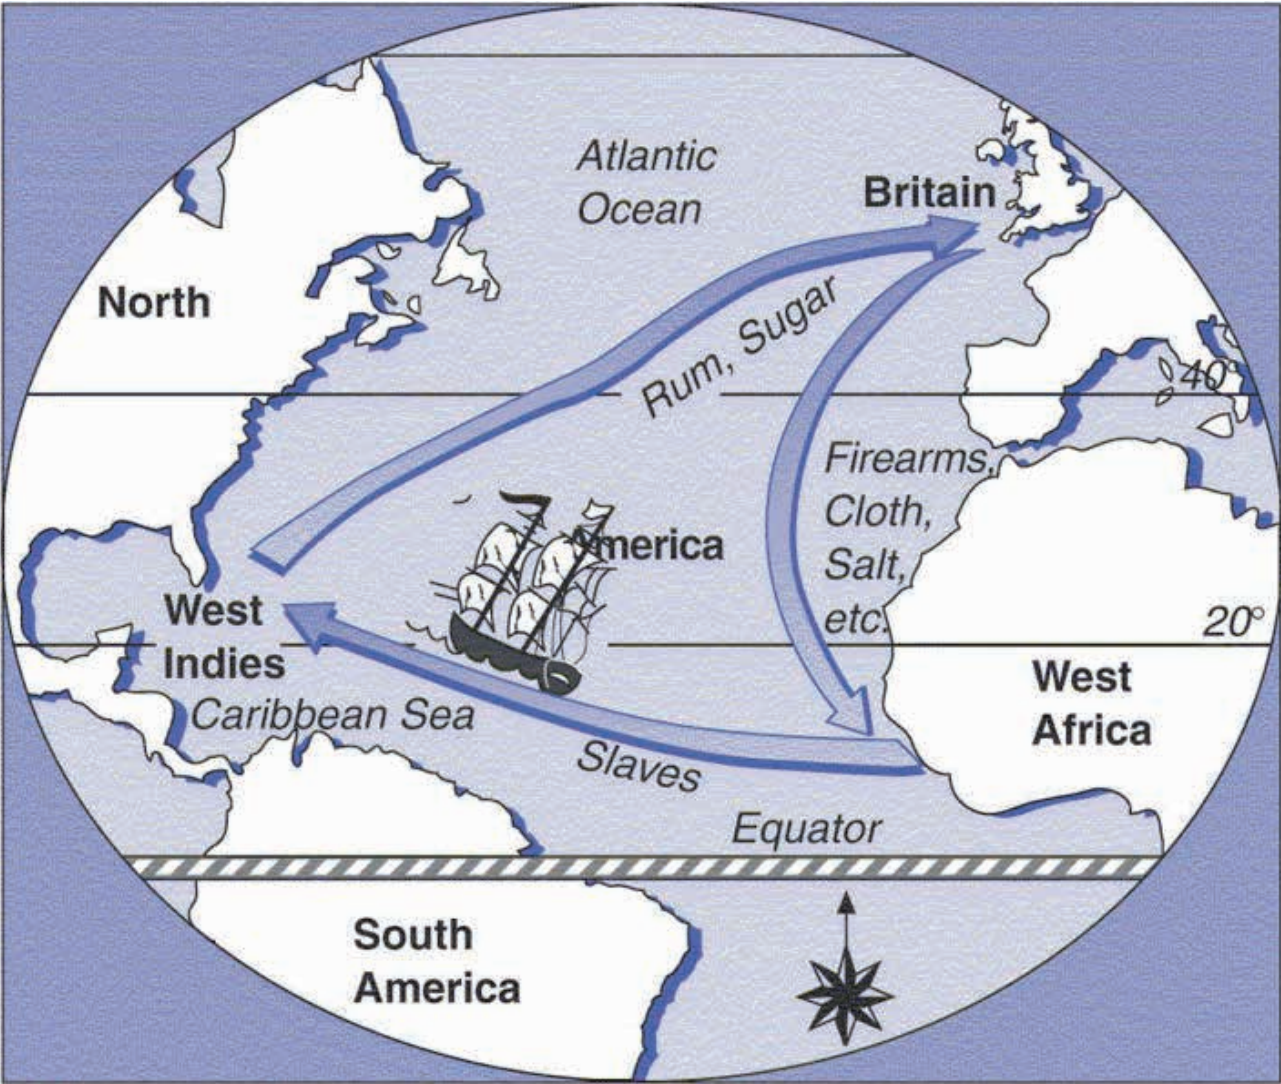 Atlantic
Ocean
Britain
North
Rum, Sugar
40°
Firearms,
Cloth,
Salt,
etc.
America
West
Indies
20°
Caribbean Sea
West
Africa
Slaves
Equator
South
America